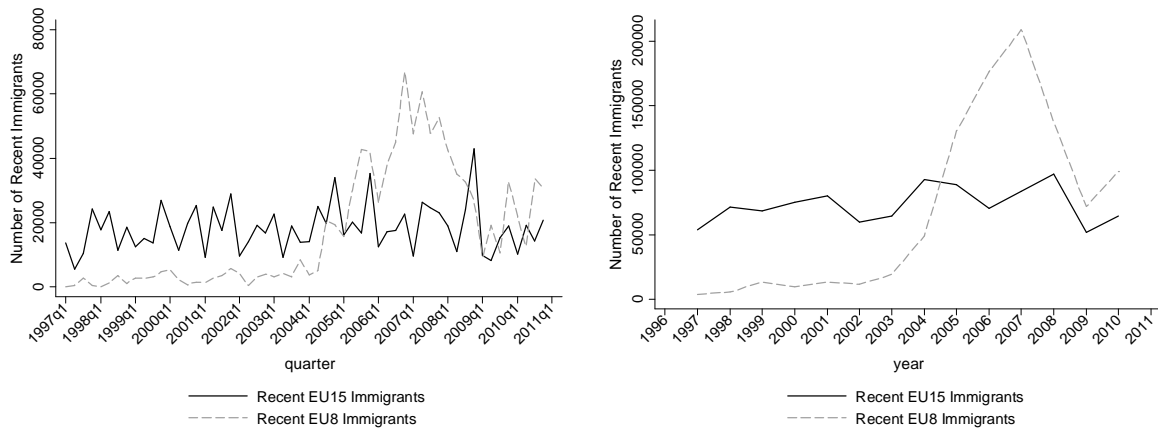 Number of Recent Immigrants
80000
60000
40000
20000
0
1997q1
1998q1
1999q1
2000q1
2001q1
2002q1
2003q1
2004q1
2005q1
2006q1
2007q1
2008q1
2009q1
2010q1
2011q1
quarter
Recent EU15 Immigrants
Recent EU8 Immigrants
Number of Recent Immigrants
200000
150000
100000
50000
0
1996
1997
1998
1999
2000
2001
2002
2003
2004
2005
2006
2007
2008
2009
2010
2011
year
Recent EU15 Immigrants
Recent EU8 Immigrants